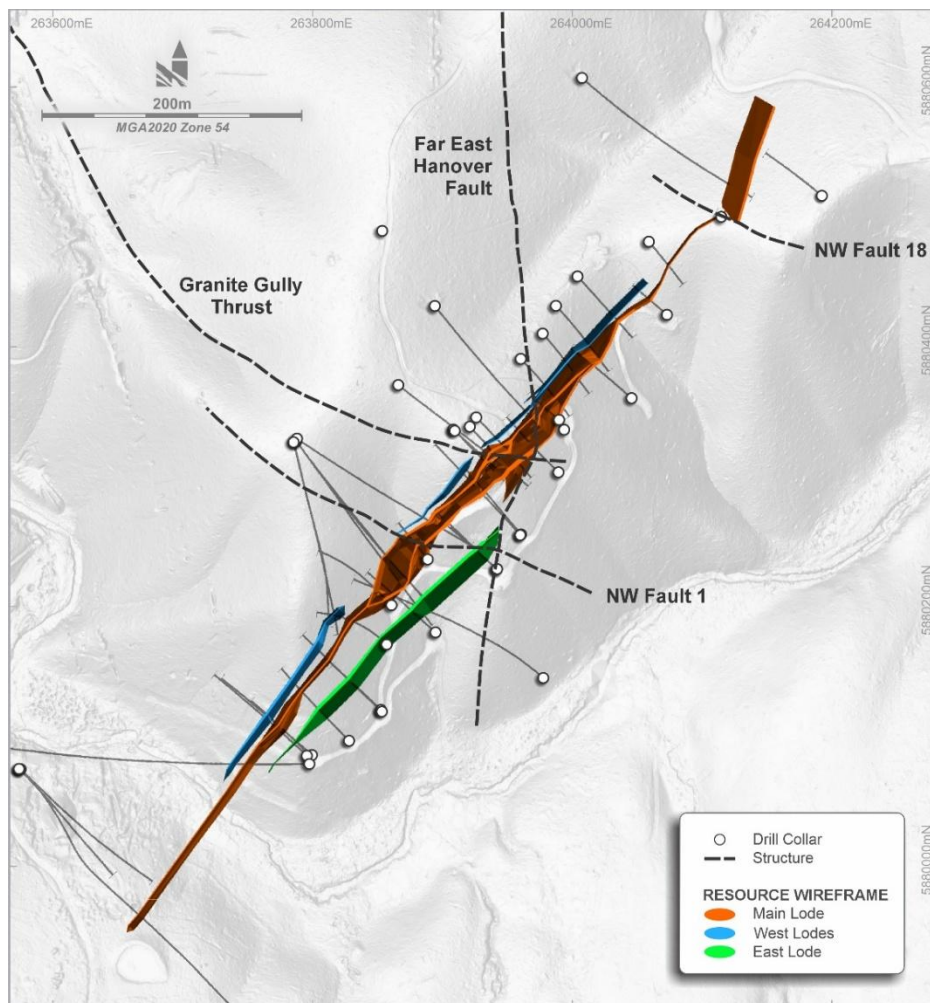 263600mE
263800mE
264000mE
264200mE
200m
MGA2020 Zone 54
5880600mN
Far East
Hanover
Fault
NW Fault 18
Granite Gully
Thrust
5880400mN
NW Fault 1
5880200mN
5880000mN
Drill Collar
Structure
RESOURCE WIREFRAME
Main Lode
West Lodes
East Lode